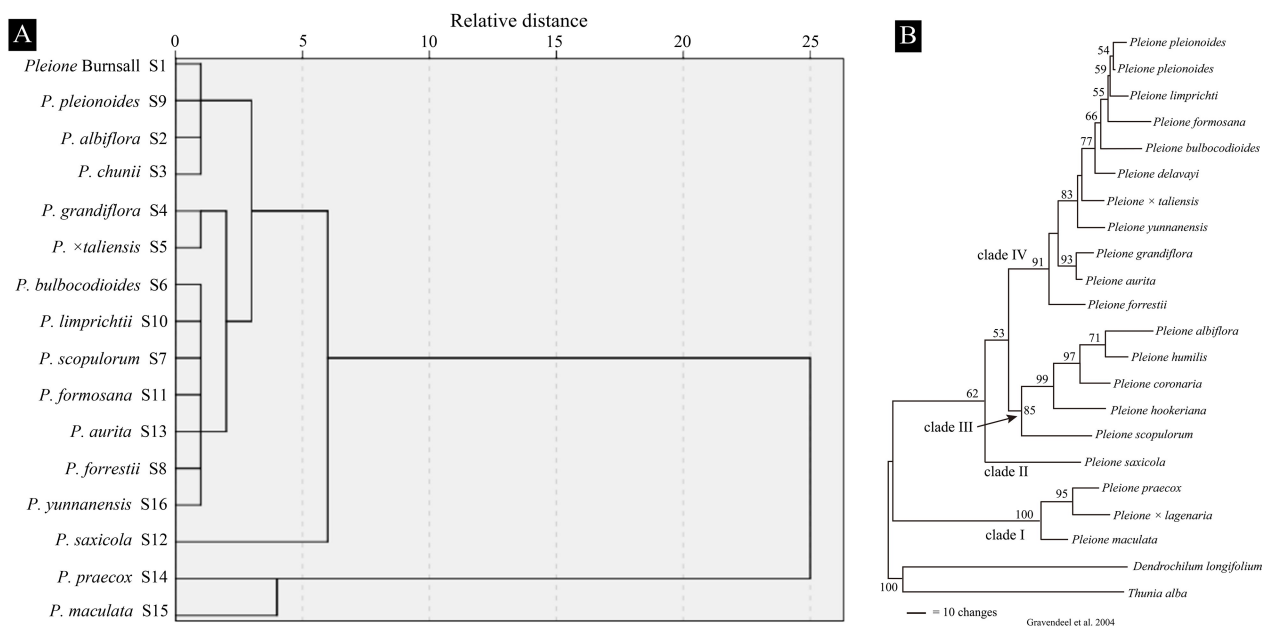 A
Relative distance
0 5 10 15 20 25
Pleione Burnsall S1
P. pleionoides S9
P. albiflora S2
P. chunii S3
P. grandiflora S4
P. ×taliensis S5
P. bulbocodioides S6
P. limprichtii S10
P. scopulorum S7
P. formosana S11
P. aurita S13
P. forrestii S8
P. yunnanensis S16
P. saxicola S12
P. praecox S14
P. maculata S15
B
54 Pleione pleionoides
59 Pleione pleionoides
55 Pleione limprichti
66 Pleione formosana
77 Pleione bulbocodioides
Pleione delavayi
83 Pleione × taliensis
Pleione yunnanensis
clade IV 91 93 Pleione grandiflora
Pleione aurita
Pleione forrestii
53 71 Pleione albiflora
97 Pleione humilis
99 Pleione coronaria
62 85 Pleione hookeriana
clade III Pleione scopulorum
Pleione saxicola
clade II
95 Pleione praecox
100 Pleione × lagenaria
clade I Pleione maculata
Dendrochilum longifolium
100 Thunia alba
= 10 changes
Gravendeel et al. 2004